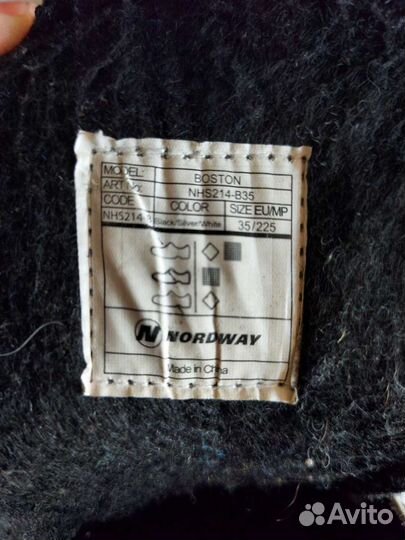 MODEL: BOSTON
ART No: NHS214-B35
CODE COLOR SIZE EU/MP
NHS214-B Black/Silver/White 35/225
NORDWAY
Made in China
Avito